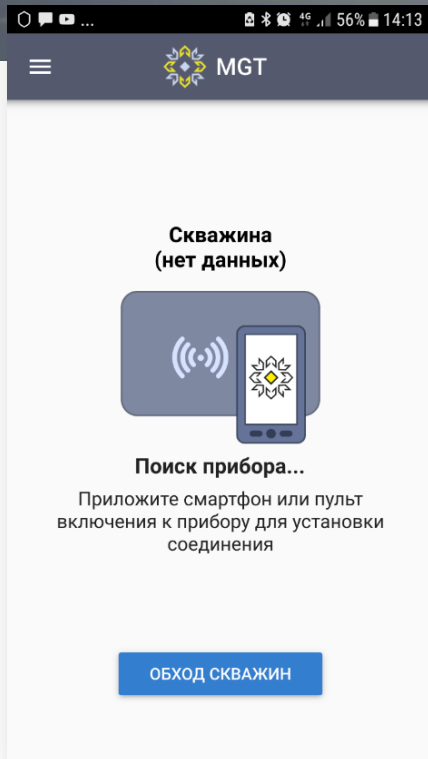 ... 4G 56% 14:13
MGT
Скважина
(нет данных)
Поиск прибора...
Приложите смартфон или пульт
включения к прибору для установки
соединения
ОБХОД СКВАЖИН